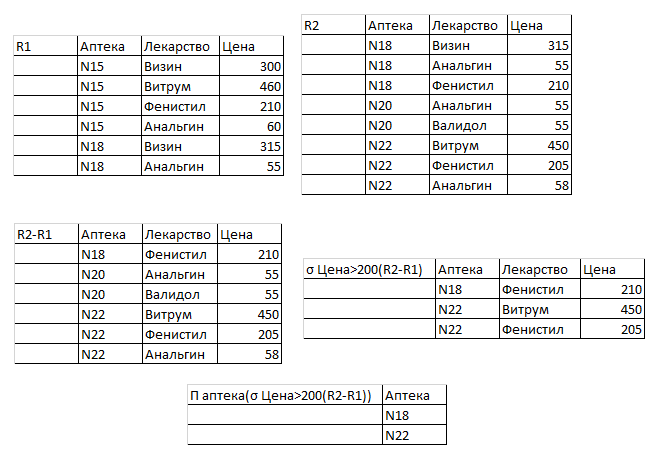 R1 Аптека Лекарство Цена
N15 Визин 300
N15 Витрум 460
N15 Фенистил 210
N15 Анальгин 60
N18 Визин 315
N18 Анальгин 55
R2 Аптека Лекарство Цена
N18 Визин 315
N18 Анальгин 55
N18 Фенистил 210
N20 Анальгин 55
N20 Валидол 55
N22 Витрум 450
N22 Фенистил 205
N22 Анальгин 58
R2-R1 Аптека Лекарство Цена
N18 Фенистил 210
N20 Анальгин 55
N20 Валидол 55
N22 Витрум 450
N22 Фенистил 205
N22 Анальгин 58
σ Цена>200(R2-R1) Аптека Лекарство Цена
N18 Фенистил 210
N22 Витрум 450
N22 Фенистил 205
П аптека(σ Цена>200(R2-R1)) Аптека
N18
N22